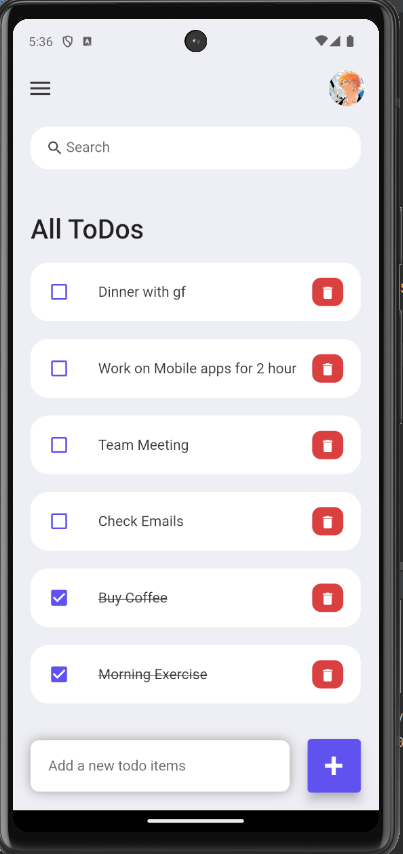 5:36
Search
All ToDos
Dinner with gf
Work on Mobile apps for 2 hour
Team Meeting
Check Emails
Buy Coffee
Morning Exercise
Add a new todo items